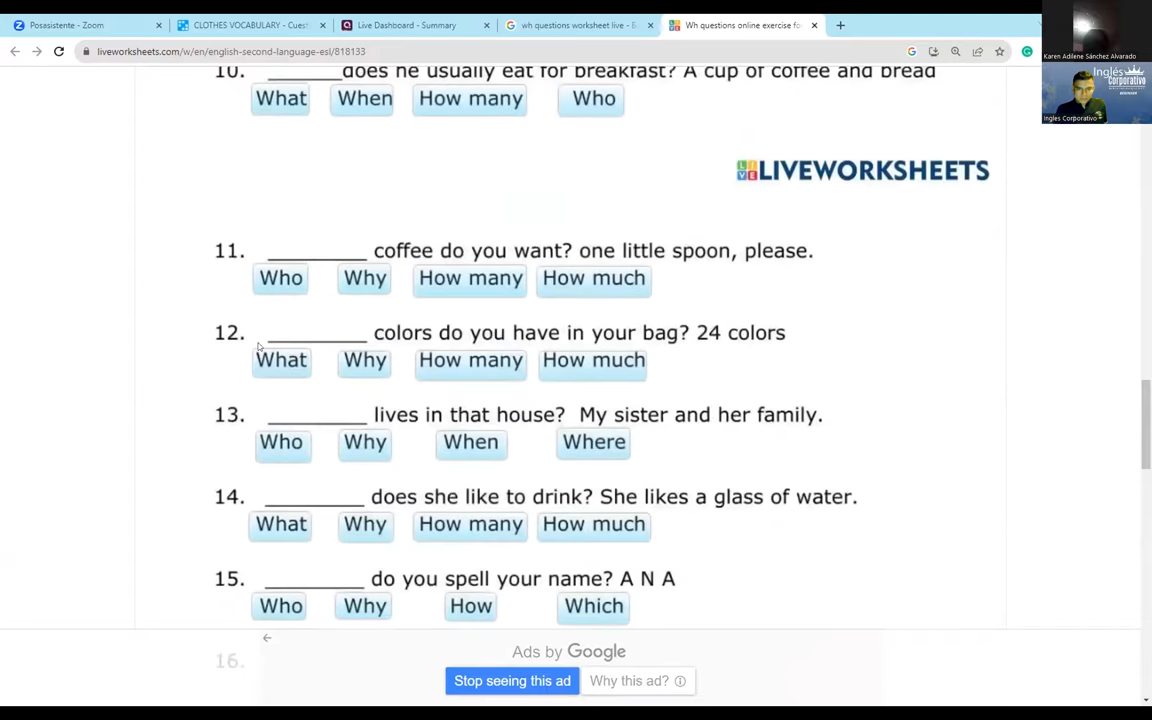 Posasistente - Zoom
CLOTHES VOCABULARY - Cues
Live Dashboard - Summary
wh questions worksheet live - B
Wh questions online exercise fo
liveworksheets.com/w/en/english-second-language-esl/818133
Karen Adilene Sánchez Alvarado
Inglés
Corporativo
Ingles Corporativo
10. ______does he usually eat for breakfast? A cup of coffee and bread
What When How many Who
LIVEWORKSHEETS
11. ________ coffee do you want? one little spoon, please.
Who Why How many How much
12. ________ colors do you have in your bag? 24 colors
What Why How many How much
13. ________ lives in that house? My sister and her family.
Who Why When Where
14. ________ does she like to drink? She likes a glass of water.
What Why How many How much
15. ________ do you spell your name? A N A
Who Why How Which
16.
Ads by Google
Stop seeing this ad
Why this ad?